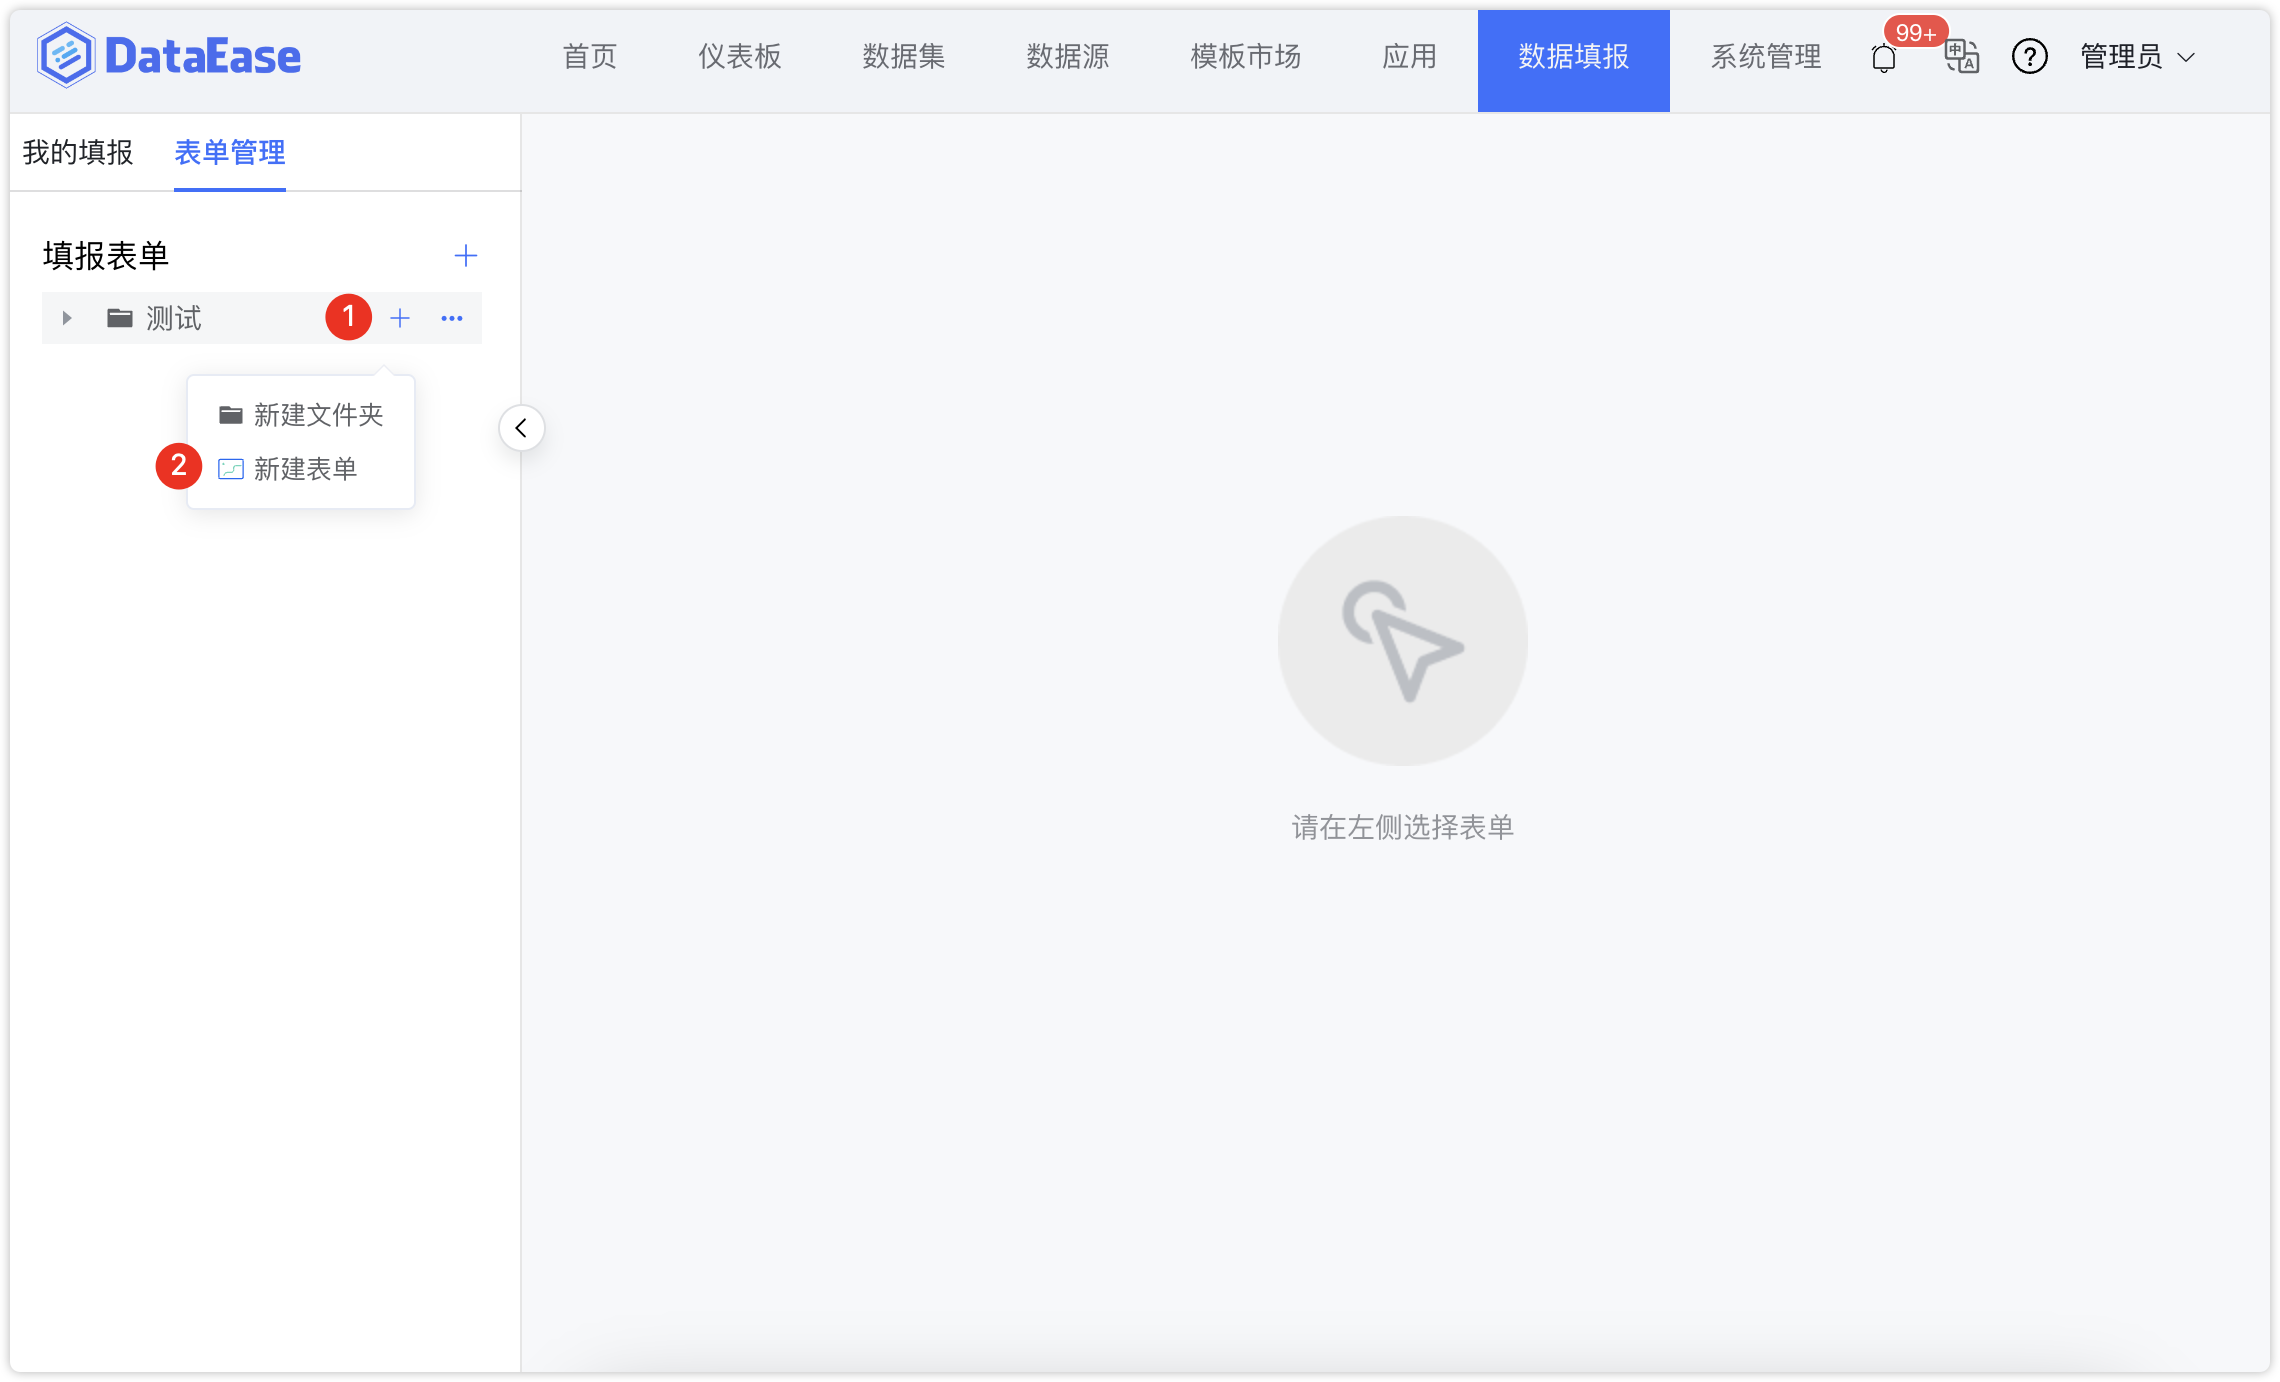 DataEase 首页 仪表板 数据集 数据源 模板市场 应用 数据填报 系统管理 99+ 中 A ? 管理员
我的填报 表单管理
填报表单
测试 1
新建文件夹
2 新建表单
请在左侧选择表单